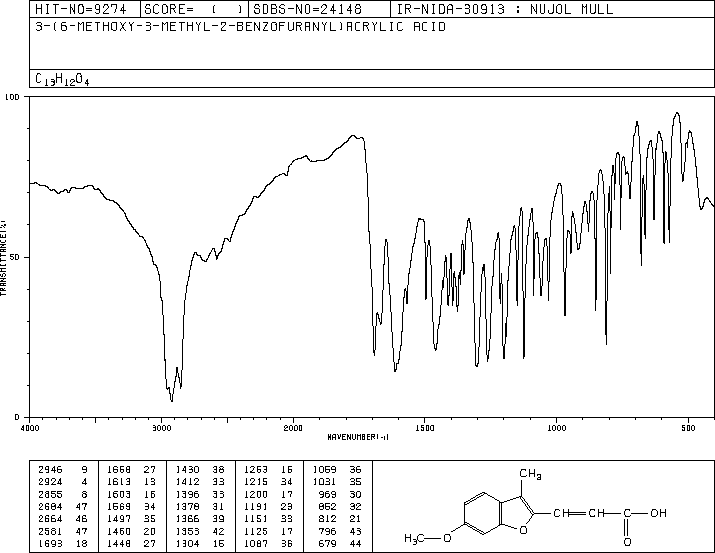 HIT-NO=9274 SCORE= ( ) SDBS-NO=24148 IR-NIDA-30913 : NUJOL MULL
3-(6-METHOXY-3-METHYL-2-BENZOFURANYL)ACRYLIC ACID
C13H12O4
100
50
0
TRANSMITTANCE(%)
4000 3000 2000 1500 1000 500
WAVENUMBER(-1)
2946 9 1668 27 1430 38 1263 16 1059 36
2924 4 1613 13 1412 33 1215 34 1031 35
2855 8 1603 16 1396 33 1200 17 969 30
2684 47 1569 34 1378 31 1191 23 852 32
2664 46 1497 35 1366 39 1151 33 812 21
2581 47 1460 20 1353 42 1125 17 796 43
1693 18 1448 27 1304 15 1087 36 679 44
CH3
CH CH C OH
H3C O O O